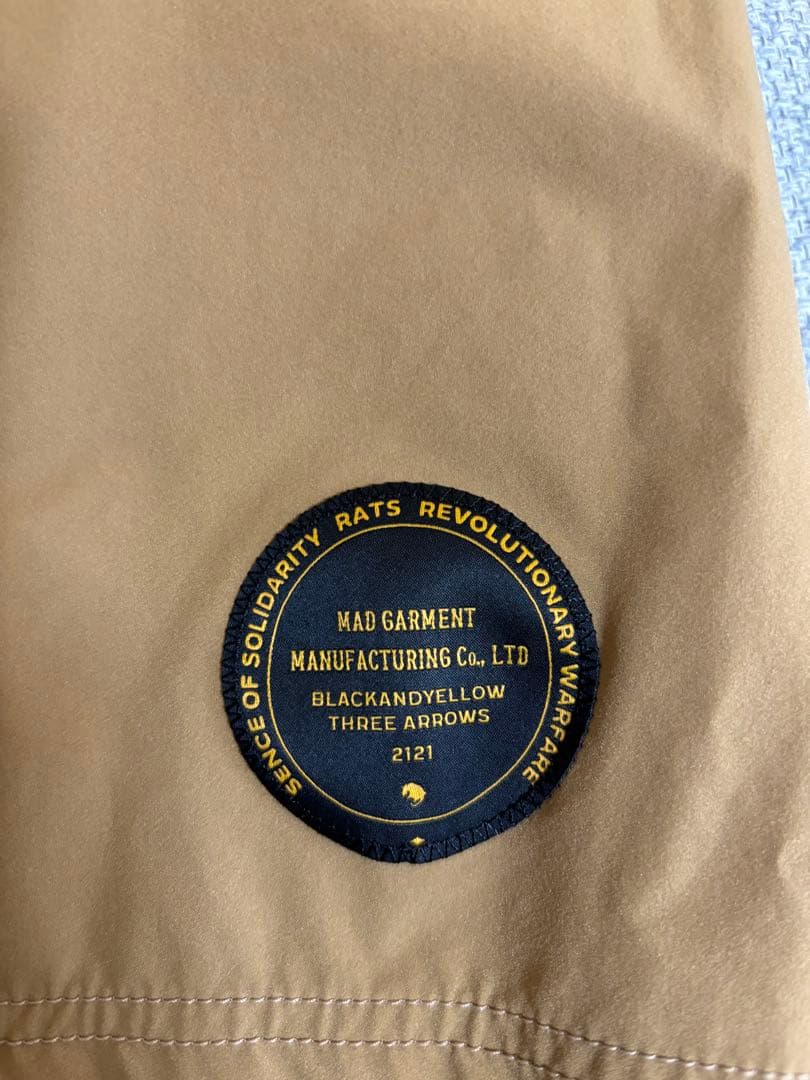 SENCE OF SOLIDARITY RATS REVOLUTIONARY WARFARE
MAD GARMENT
MANUFACTURING Co., LTD
BLACKANDYELLOW
THREE ARROWS
2121